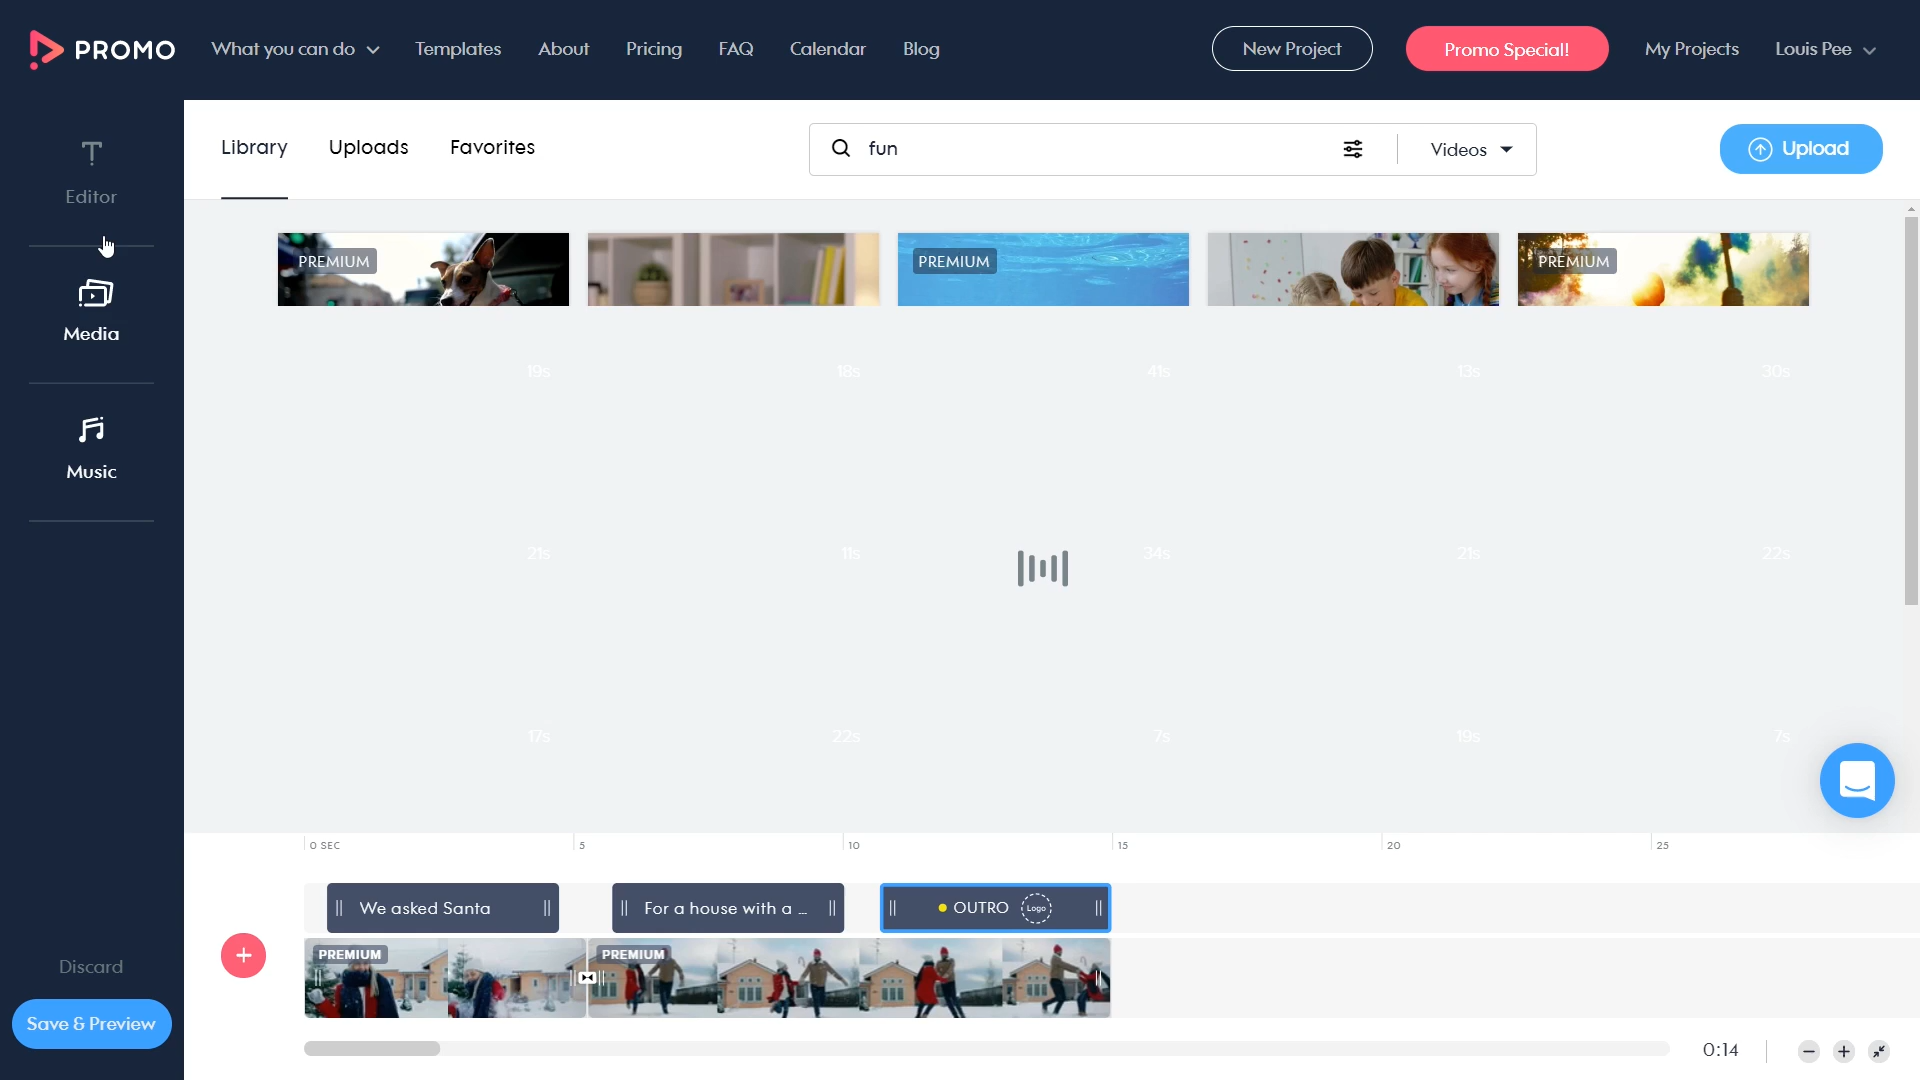 PROMO
What you can do
Templates
About
Pricing
FAQ
Calendar
Blog
New Project
Promo Special!
My Projects
Louis Pee
Editor
Media
Music
Discard
Save & Preview
Library
Uploads
Favorites
fun
Videos
Upload
PREMIUM
PREMIUM
PREMIUM
19s
18s
41s
13s
30s
21s
11s
34s
21s
22s
17s
22s
7s
19s
7s
0 SEC
5
10
15
20
25
We asked Santa
For a house with a ...
OUTRO
Logo
PREMIUM
PREMIUM
0:14